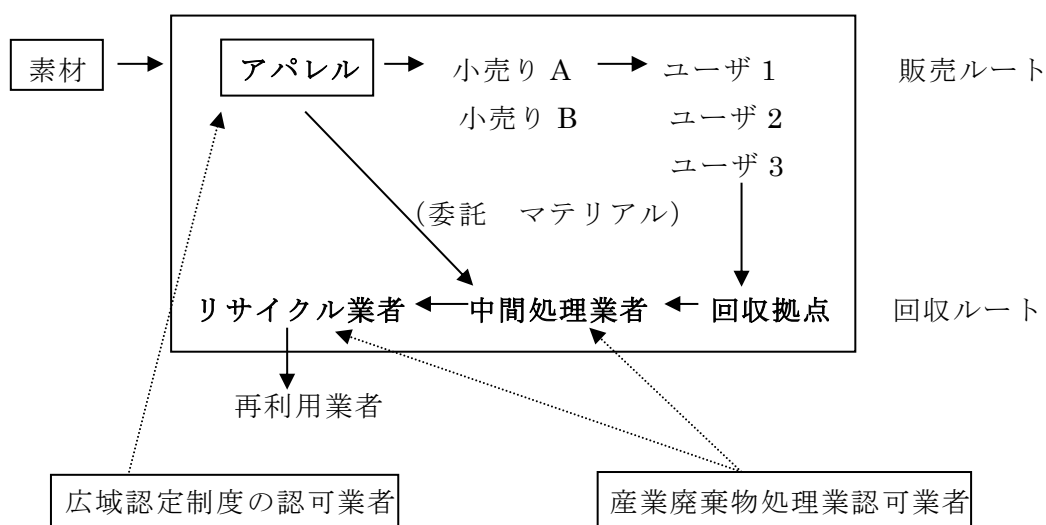 素材 アパレル 小売り A ユーザ 1 販売ルート
小売り B ユーザ 2
ユーザ 3
(委託 マテリアル)
リサイクル業者 中間処理業者 回収拠点 回収ルート
再利用業者
広域認定制度の認可業者 産業廃棄物処理業認可業者